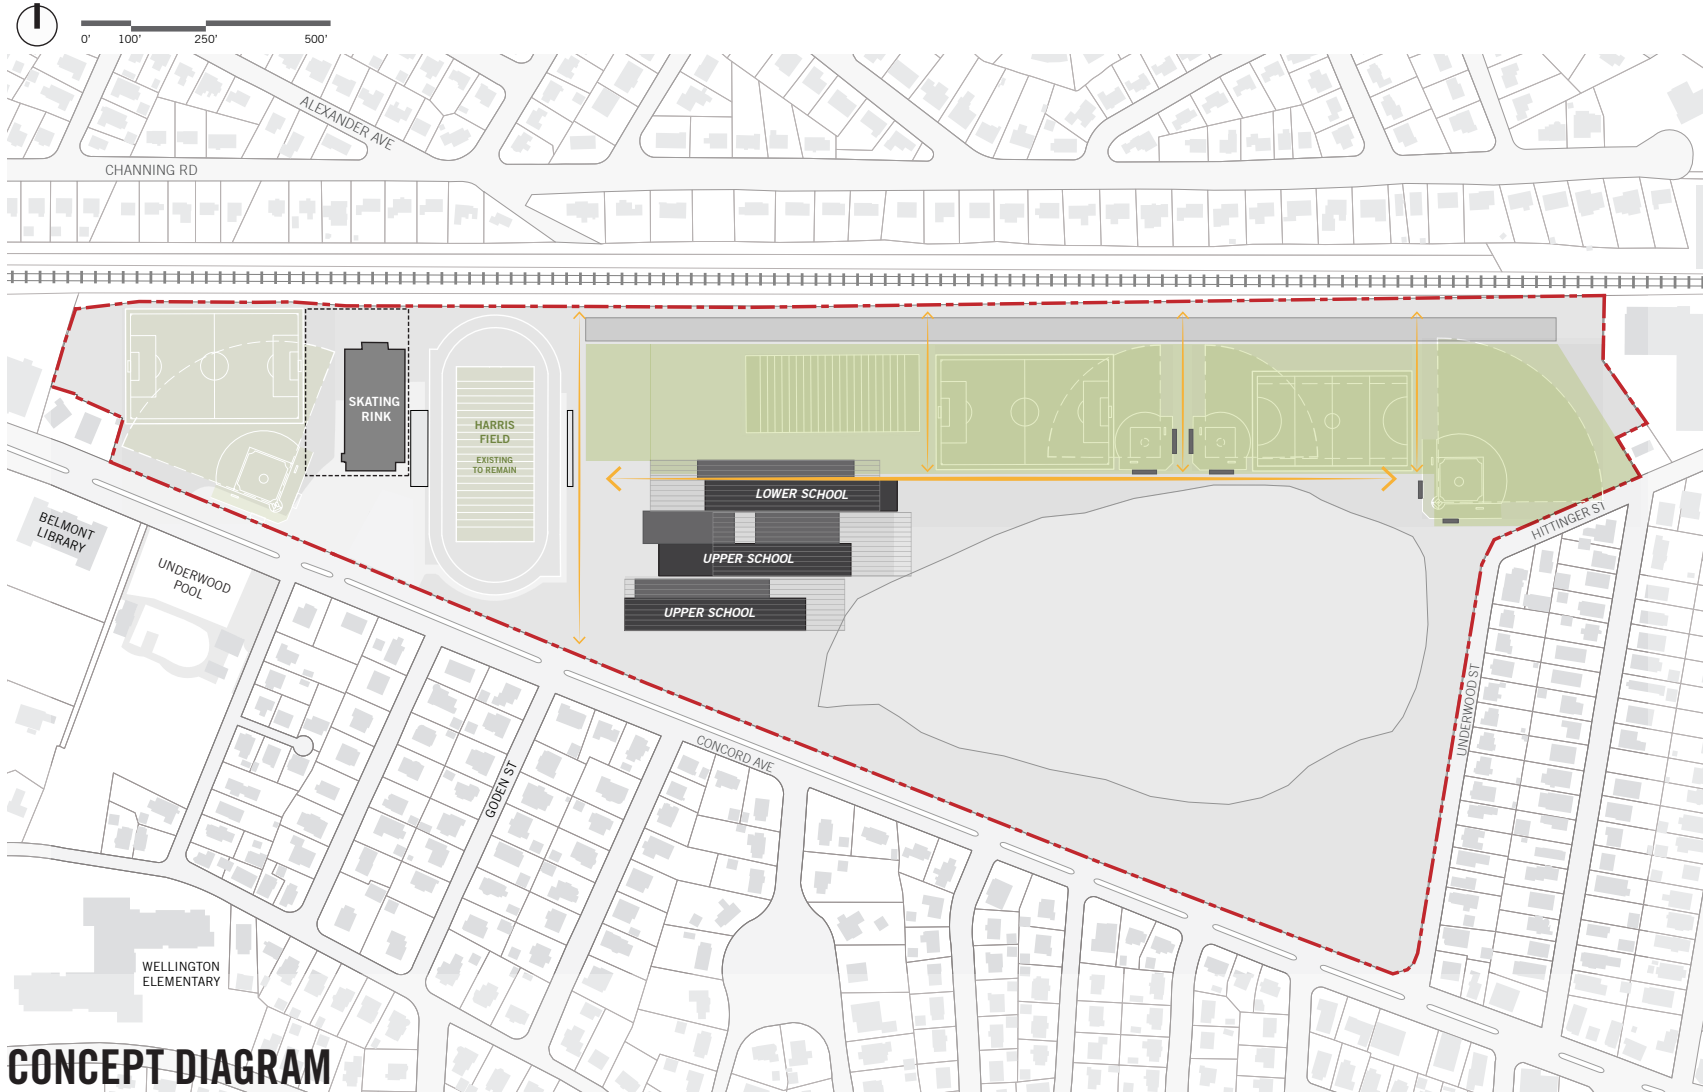 0' 100' 250' 500'
ALEXANDER AVE
CHANNING RD
SKATING
RINK
HARRIS
FIELD
EXISTING
TO REMAIN
LOWER SCHOOL
UPPER SCHOOL
UPPER SCHOOL
BELMONT
LIBRARY
UNDERWOOD
POOL
HITTINGER ST
UNDERWOOD ST
CONCORD AVE
GODEN ST
WELLINGTON
ELEMENTARY
CONCEPT DIAGRAM